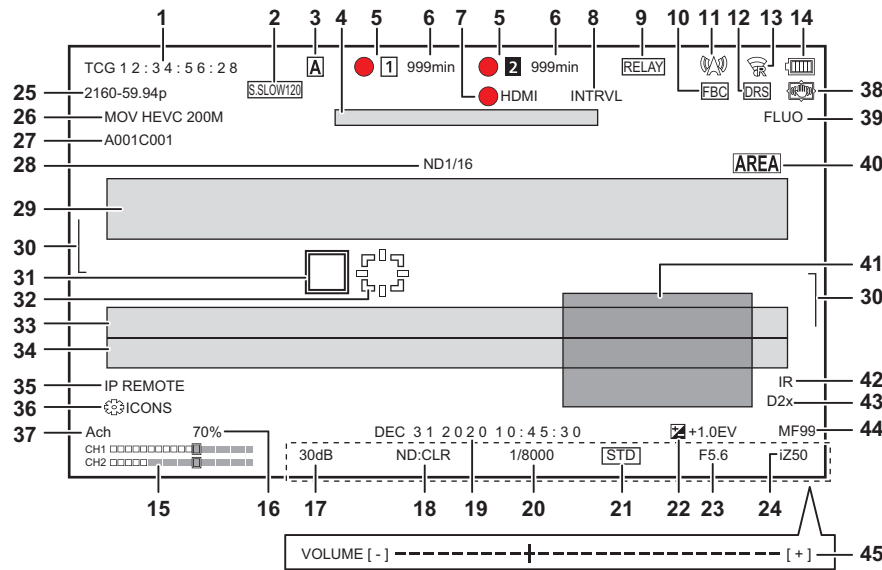 1 2 3 4 5 6 7 5 6 8 9 10 11 12 13 14
TCG 12:34:56:28 A 1 999min 2 999min RELAY R
25 2160-59.94p S.SLOW120 HDMI INTRVL FBC DRS 38
26 MOV HEVC 200M FLUO 39
27 A001C001
28 ND1/16 AREA 40
29
30
31 41
32 30
33
34
35 IP REMOTE IR 42
36 ICONS D2x 43
37 Ach 70% DEC 31 2020 10:45:30 +1.0EV MF99 44
CH1
CH2 30dB ND:CLR 1/8000 STD F5.6 iZ50
15 16 17 18 19 20 21 22 23 24
VOLUME [ - ] [ + ] 45